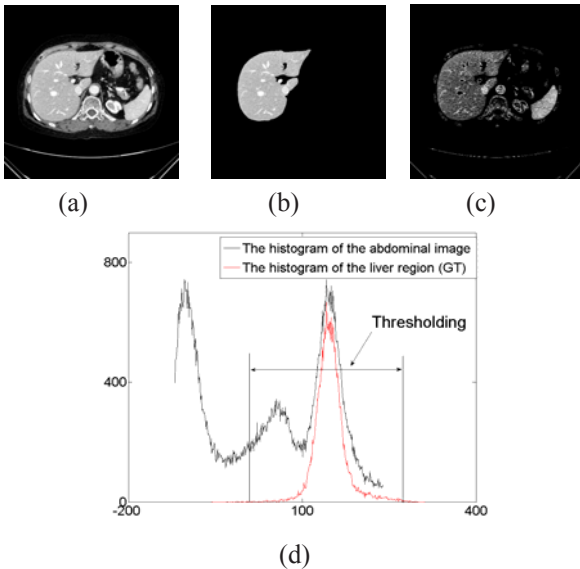 (a) (b) (c)
The histogram of the abdominal image
The histogram of the liver region (GT)
Thresholding
800
400
0
-200 100 400
(d)